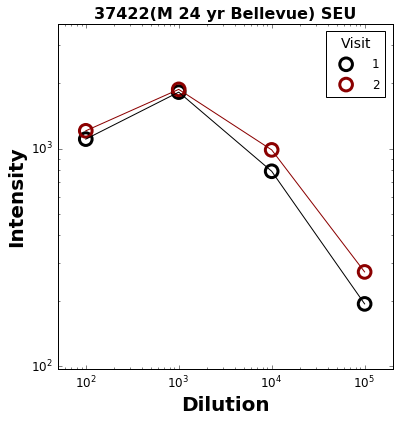 37422(M 24 yr Bellevue) SEU
Visit
1
2
Intensity
10³
10²
10² 10³ 10⁴ 10⁵
Dilution